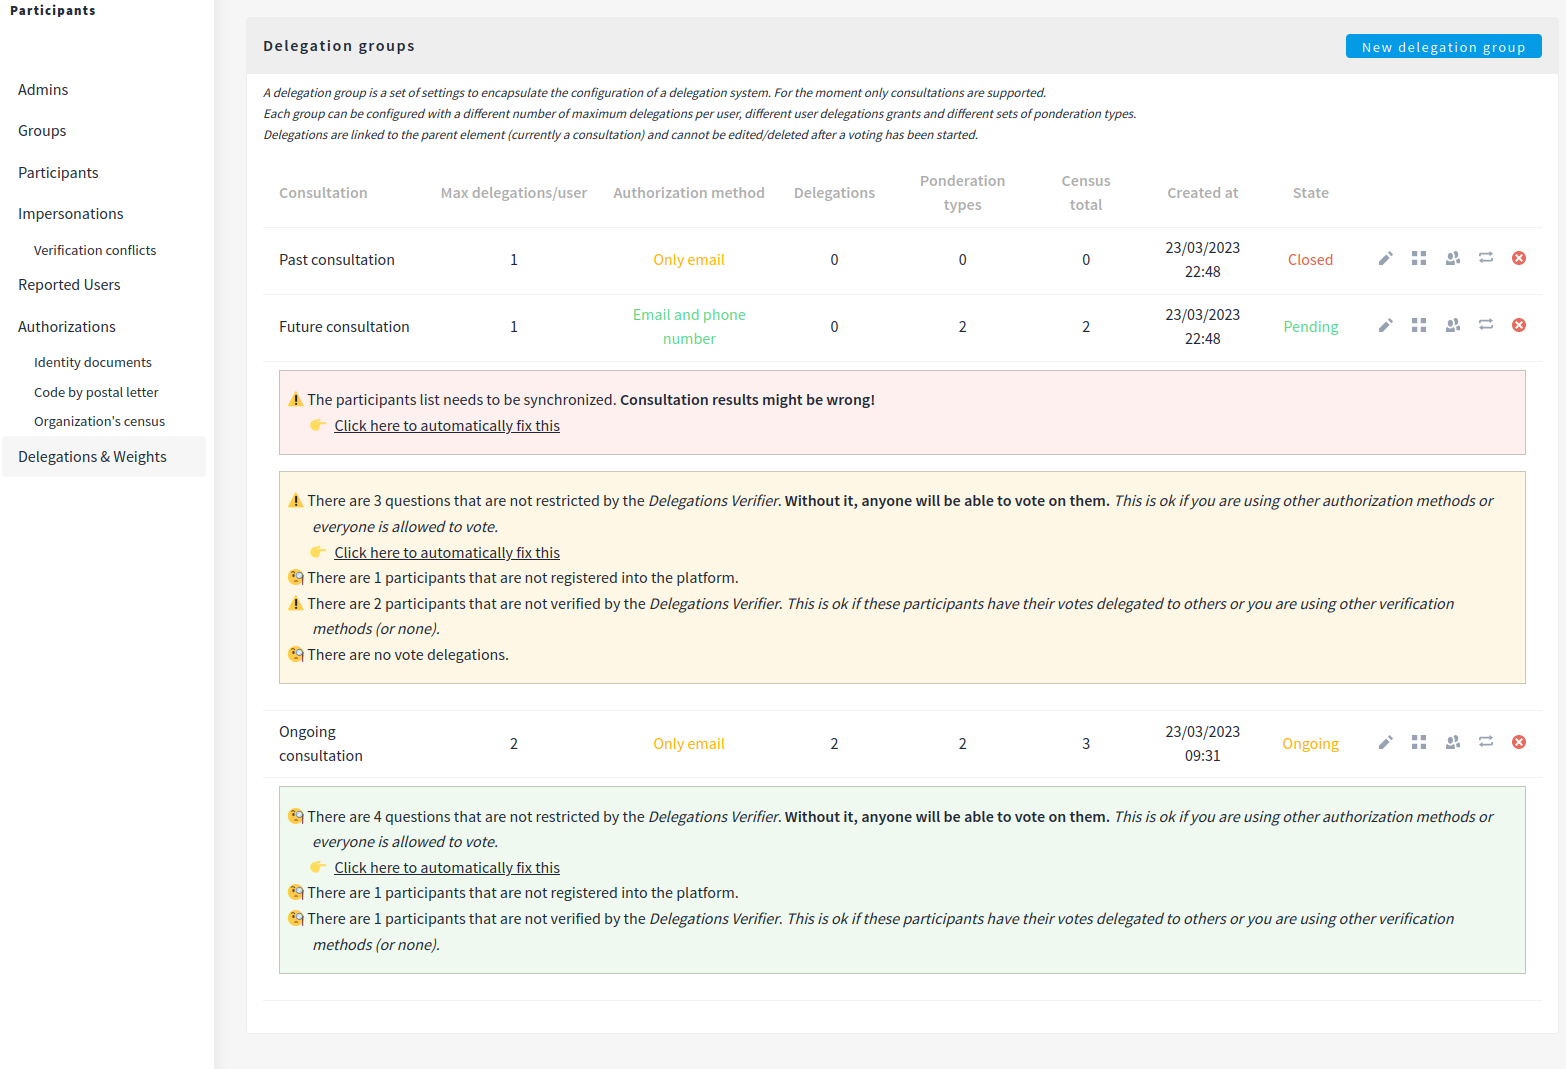 Participants
Admins
Groups
Participants
Impersonations
Verification conflicts
Reported Users
Authorizations
Identity documents
Code by postal letter
Organization's census
Delegations & Weights
Delegation groups
New delegation group
A delegation group is a set of settings to encapsulate the configuration of a delegation system. For the moment only consultations are supported.
Each group can be configured with a different number of maximum delegations per user, different user delegations grants and different sets of ponderation types.
Delegations are linked to the parent element (currently a consultation) and cannot be edited/deleted after a voting has been started.
Consultation Max delegations/user Authorization method Delegations Ponderation types Census total Created at State
Past consultation 1 Only email 0 0 0 23/03/2023 22:48 Closed
Future consultation 1 Email and phone number 0 2 2 23/03/2023 22:48 Pending
⚠️ The participants list needs to be synchronized. Consultation results might be wrong!
👉 Click here to automatically fix this
⚠️ There are 3 questions that are not restricted by the Delegations Verifier. Without it, anyone will be able to vote on them. This is ok if you are using other authorization methods or
everyone is allowed to vote.
👉 Click here to automatically fix this
🧐 There are 1 participants that are not registered into the platform.
⚠️ There are 2 participants that are not verified by the Delegations Verifier. This is ok if these participants have their votes delegated to others or you are using other verification
methods (or none).
🧐 There are no vote delegations.
Ongoing consultation 2 Only email 2 2 3 23/03/2023 09:31 Ongoing
🧐 There are 4 questions that are not restricted by the Delegations Verifier. Without it, anyone will be able to vote on them. This is ok if you are using other authorization methods or
everyone is allowed to vote.
👉 Click here to automatically fix this
🧐 There are 1 participants that are not registered into the platform.
🧐 There are 1 participants that are not verified by the Delegations Verifier. This is ok if these participants have their votes delegated to others or you are using other verification
methods (or none).